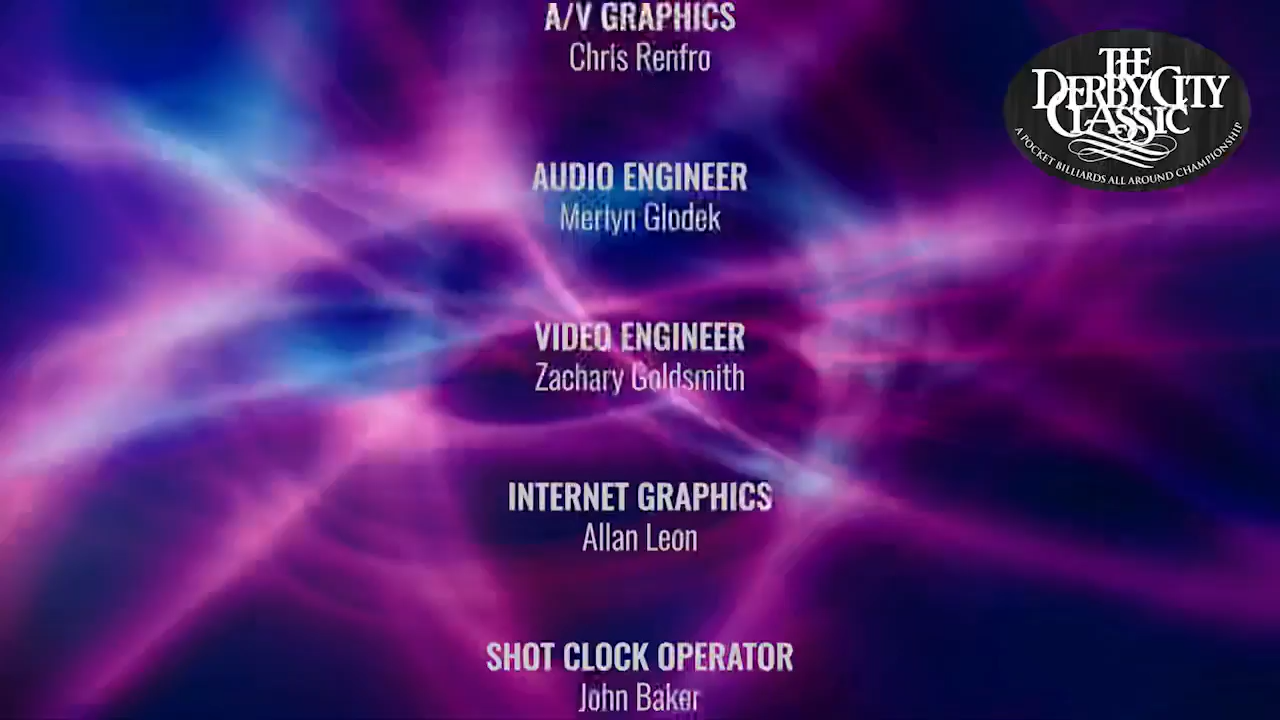 A/V GRAPHICS
Chris Renfro
THE
DERBY CITY
CLASSIC
A POCKET BILLIARDS ALL AROUND CHAMPIONSHIP
AUDIO ENGINEER
Merlyn Glodek
VIDEO ENGINEER
Zachary Goldsmith
INTERNET GRAPHICS
Allan Leon
SHOT CLOCK OPERATOR
John Baker